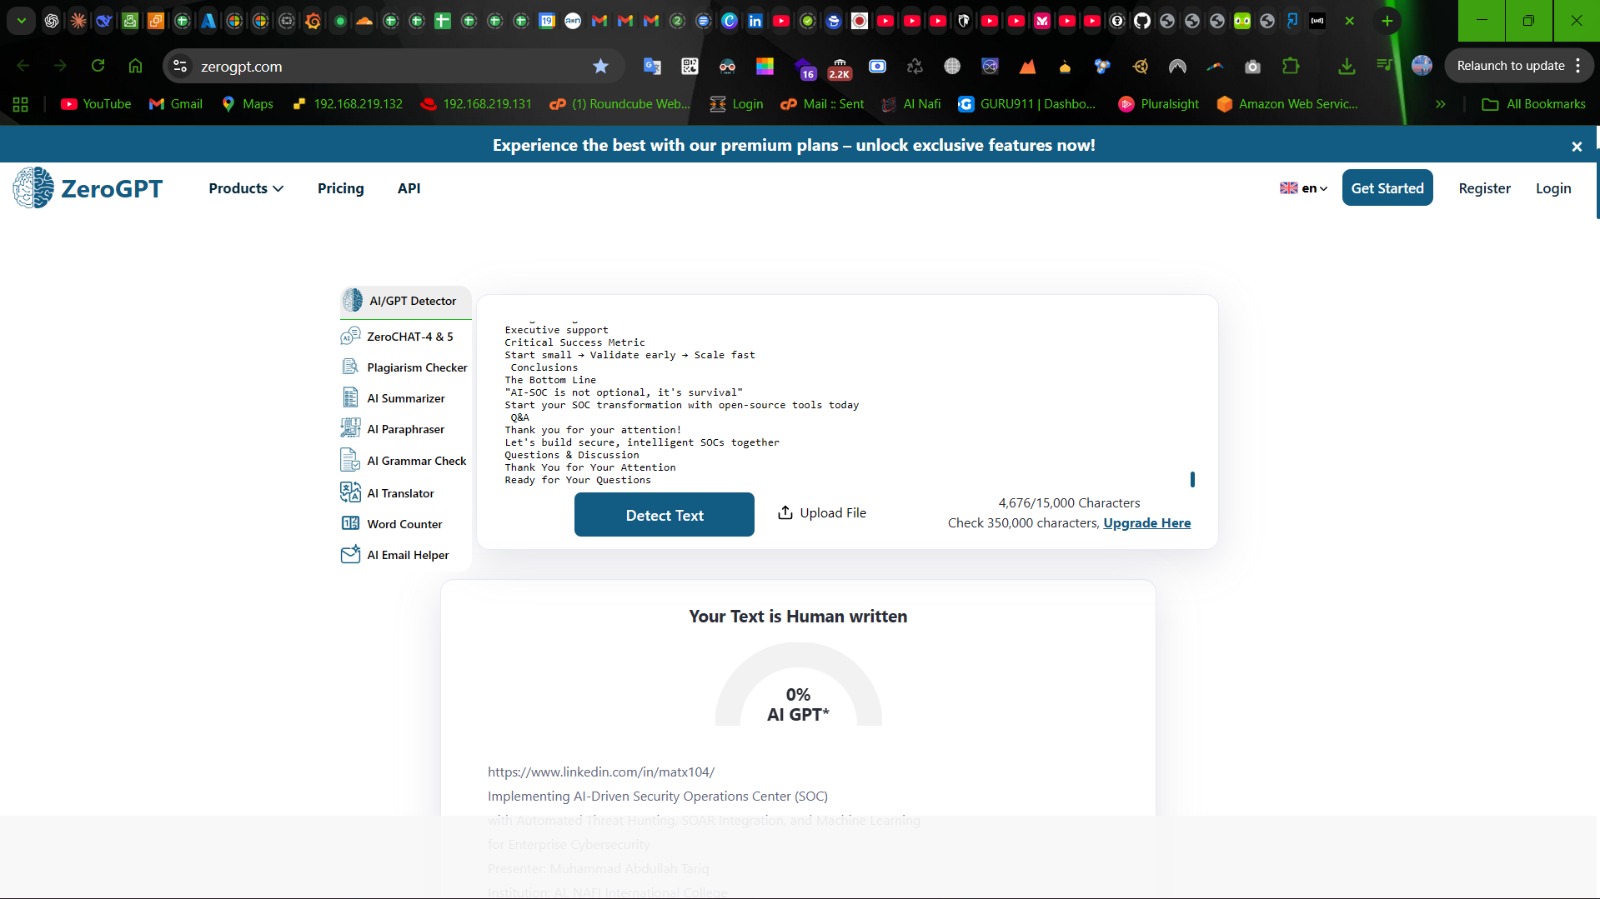 zerogpt.com
16
2.2K
Relaunch to update
YouTube
Gmail
Maps
192.168.219.132
192.168.219.131
(1) Roundcube Web...
Login
Mail :: Sent
Al Nafi
GURU911 | Dashbo...
Pluralsight
Amazon Web Servic...
»
All Bookmarks
Experience the best with our premium plans – unlock exclusive features now!
ZeroGPT
Products
Pricing
API
en
Get Started
Register
Login
AI/GPT Detector
ZeroCHAT-4 & 5
Plagiarism Checker
AI Summarizer
AI Paraphraser
AI Grammar Check
AI Translator
Word Counter
AI Email Helper
Executive support
Critical Success Metric
Start small → Validate early → Scale fast
Conclusions
The Bottom Line
"AI-SOC is not optional, it's survival"
Start your SOC transformation with open-source tools today
Q&A
Thank you for your attention!
Let's build secure, intelligent SOCs together
Questions & Discussion
Thank You for Your Attention
Ready for Your Questions
Detect Text
Upload File
4,676/15,000 Characters
Check 350,000 characters, Upgrade Here
Your Text is Human written
0%
AI GPT*
https://www.linkedin.com/in/matx104/
Implementing AI-Driven Security Operations Center (SOC)
with Automated Threat Hunting, SOAR Integration, and Machine Learning
for Enterprise Cybersecurity
Presenter: Muhammad Abdullah Tariq
Institution: AL NAFI International College